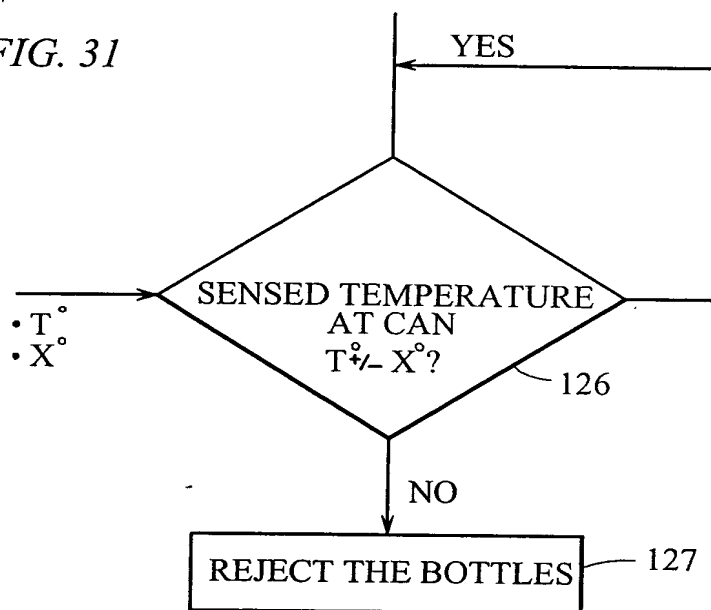 FIG. 31
YES
SENSED TEMPERATURE
AT CAN
T° +/- X°?
• T°
• X°
126
NO
REJECT THE BOTTLES
127